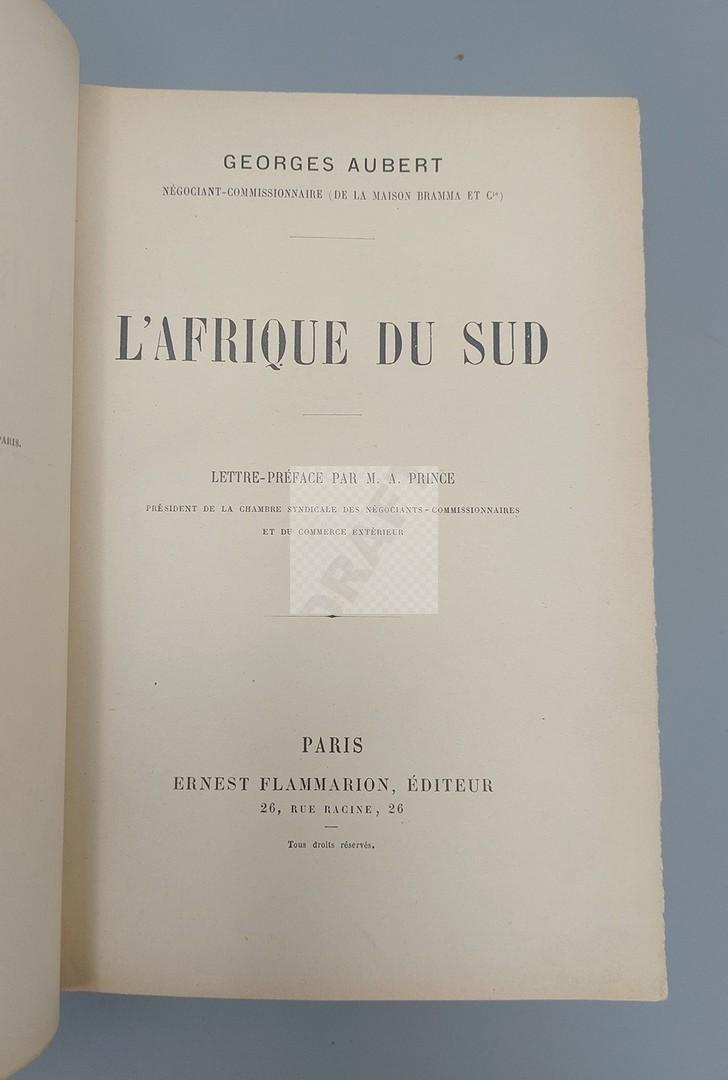 GEORGES AUBERT
NÉGOCIANT-COMMISSIONNAIRE (DE LA MAISON BRAMMA ET Cie)
L'AFRIQUE DU SUD
LETTRE-PRÉFACE PAR M. A. PRINCE
PRÉSIDENT DE LA CHAMBRE SYNDICALE DES NÉGOCIANTS-COMMISSIONNAIRES
ET DU COMMERCE EXTÉRIEUR
DRAF
PARIS
ERNEST FLAMMARION, ÉDITEUR
26, RUE RACINE, 26
Tous droits réservés.
PARIS.